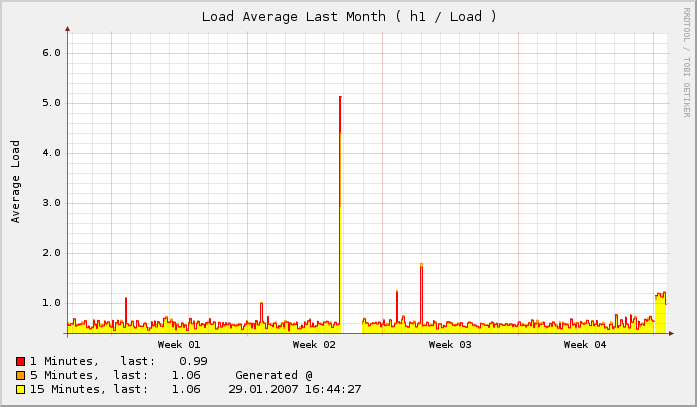 Load Average Last Month ( h1 / Load )
RRDTOOL / TOBI OETIKER
Average Load
6.0
5.0
4.0
3.0
2.0
1.0
Week 01 Week 02 Week 03 Week 04
1 Minutes, last: 0.99
5 Minutes, last: 1.06 Generated @
15 Minutes, last: 1.06 29.01.2007 16:44:27